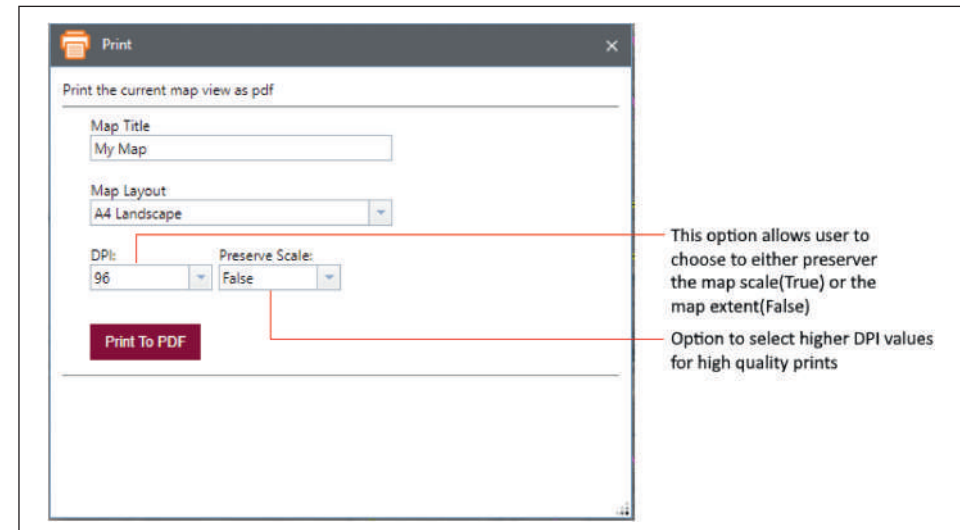 Print
Print the current map view as pdf
Map Title
My Map
Map Layout
A4 Landscape
DPI: Preserve Scale:
96 False
Print To PDF
This option allows user to
choose to either preserver
the map scale(True) or the
map extent(False)
Option to select higher DPI values
for high quality prints